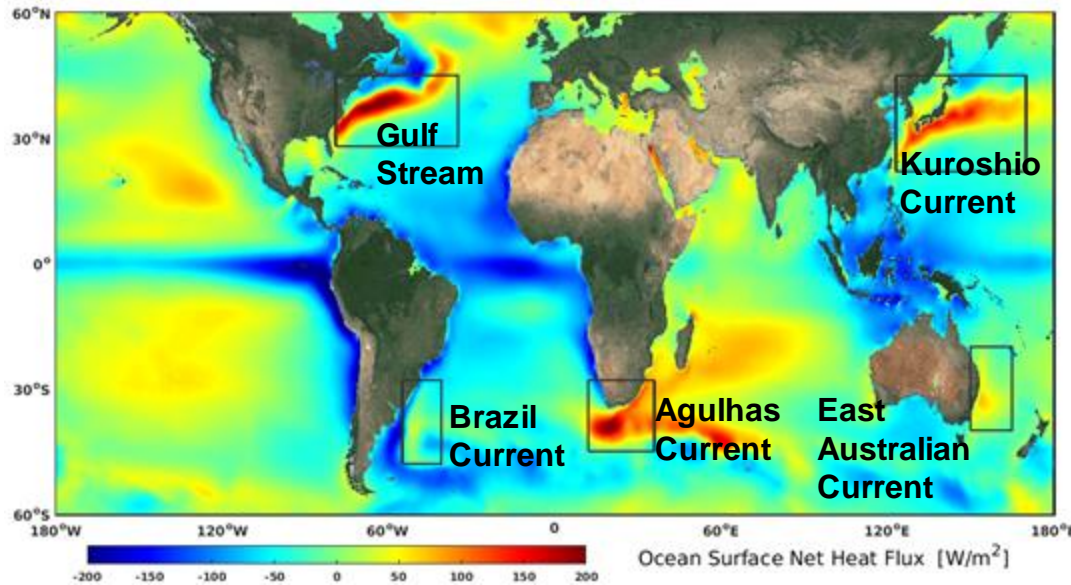 60°N
30°N
0°
30°S
60°S
Gulf
Stream
Kuroshio
Current
Brazil
Current
Agulhas
Current
East
Australian
Current
180°W
120°W
60°W
0
60°E
120°E
180°E
-200
-150
-100
-50
0
50
100
150
200
Ocean Surface Net Heat Flux [W/m²]